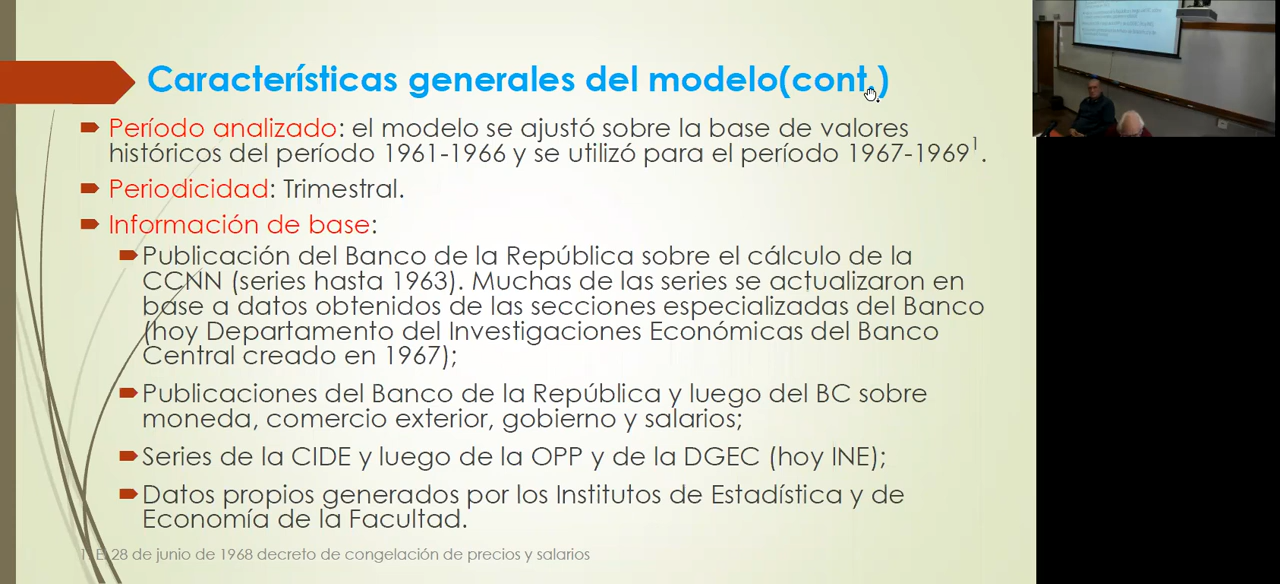 Características generales del modelo(cont.)
Período analizado: el modelo se ajustó sobre la base de valores
históricos del período 1961-1966 y se utilizó para el período 1967-1969¹.
Periodicidad: Trimestral.
Información de base:
Publicación del Banco de la República sobre el cálculo de la
CCNN (series hasta 1963). Muchas de las series se actualizaron en
base a datos obtenidos de las secciones especializadas del Banco
(hoy Departamento del Investigaciones Económicas del Banco
Central creado en 1967);
Publicaciones del Banco de la República y luego del BC sobre
moneda, comercio exterior, gobierno y salarios;
Series de la CIDE y luego de la OPP y de la DGEC (hoy INE);
Datos propios generados por los Institutos de Estadística y de
Economía de la Facultad.
1. El 28 de junio de 1968 decreto de congelación de precios y salarios